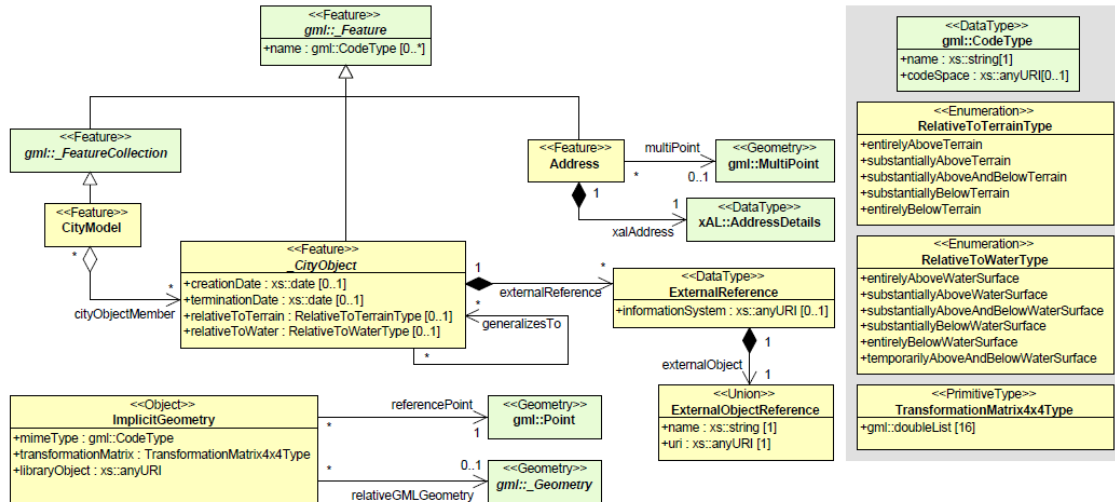 <<Feature>>
gml::_Feature
+name : gml::CodeType [0..*]
<<Feature>>
gml::_FeatureCollection
<<Feature>>
CityModel
*
*
cityObjectMember
<<Feature>>
Address
multiPoint
*
0..1
<<Geometry>>
gml::MultiPoint
1
1
xalAddress
<<DataType>>
xAL::AddressDetails
<<Feature>>
_CityObject
+creationDate : xs::date [0..1]
+terminationDate : xs::date [0..1]
+relativeToTerrain : RelativeToTerrainType [0..1]
+relativeToWater : RelativeToWaterType [0..1]
1
*
externalReference
*
generalizesTo
*
<<DataType>>
ExternalReference
+informationSystem : xs::anyURI [0..1]
1
externalObject
1
<<Union>>
ExternalObjectReference
+name : xs::string [1]
+uri : xs::anyURI [1]
<<Object>>
ImplicitGeometry
+mimeType : gml::CodeType
+transformationMatrix : TransformationMatrix4x4Type
+libraryObject : xs::anyURI
referencePoint
*
1
<<Geometry>>
gml::Point
*
0..1
relativeGMLGeometry
<<Geometry>>
gml::_Geometry
<<DataType>>
gml::CodeType
+name : xs::string[1]
+codeSpace : xs::anyURI[0..1]
<<Enumeration>>
RelativeToTerrainType
+entirelyAboveTerrain
+substantiallyAboveTerrain
+substantiallyAboveAndBelowTerrain
+substantiallyBelowTerrain
+entirelyBelowTerrain
<<Enumeration>>
RelativeToWaterType
+entirelyAboveWaterSurface
+substantiallyAboveWaterSurface
+substantiallyAboveAndBelowWaterSurface
+substantiallyBelowWaterSurface
+entirelyBelowWaterSurface
+temporarilyAboveAndBelowWaterSurface
<<PrimitiveType>>
TransformationMatrix4x4Type
+gml::doubleList [16]